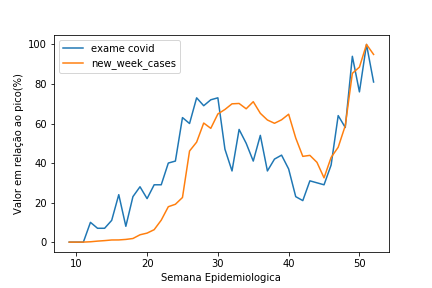 exame covid
new_week_cases
Valor em relação ao pico(%)
100
80
60
40
20
0
10
20
30
40
50
Semana Epidemiologica